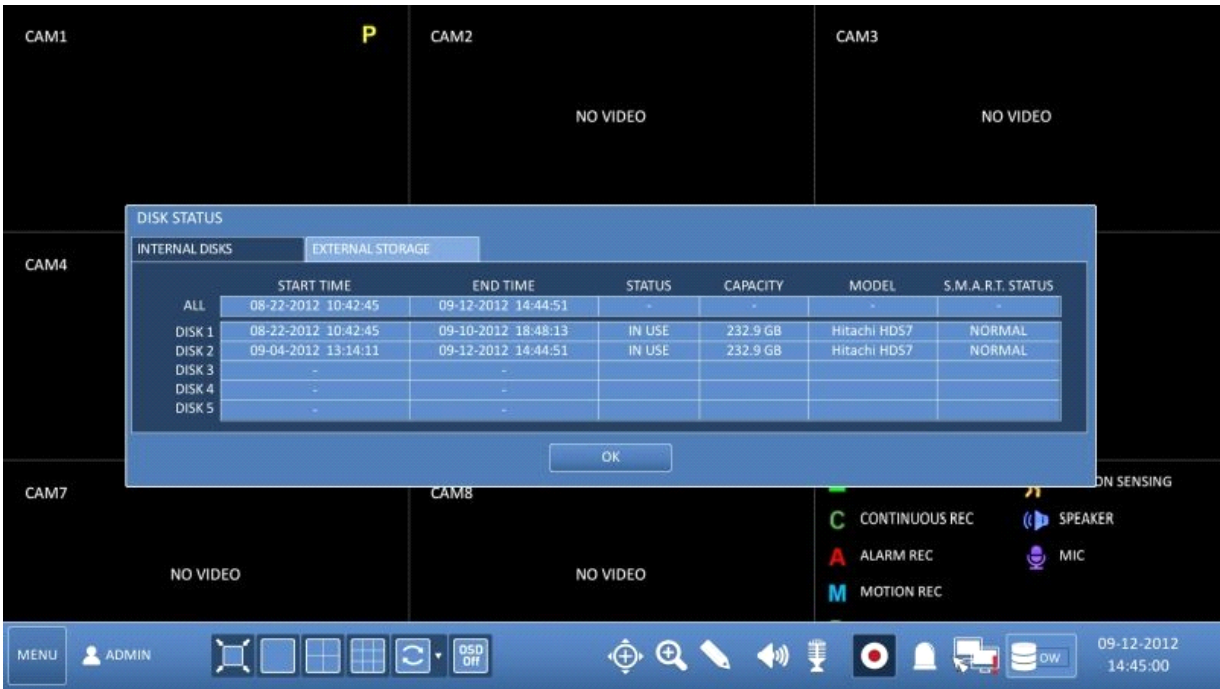 CAM1 P CAM2 CAM3
NO VIDEO NO VIDEO
DISK STATUS
INTERNAL DISKS EXTERNAL STORAGE
CAM4
START TIME END TIME STATUS CAPACITY MODEL S.M.A.R.T. STATUS
ALL 08-22-2012 10:42:45 09-12-2012 14:44:51 - - - -
DISK 1 08-22-2012 10:42:45 09-10-2012 18:48:13 IN USE 232.9 GB Hitachi HDS7 NORMAL
DISK 2 09-04-2012 13:14:11 09-12-2012 14:44:51 IN USE 232.9 GB Hitachi HDS7 NORMAL
DISK 3 - -
DISK 4 - -
DISK 5 - -
OK
CAM7 CAM8 ON SENSING
C CONTINUOUS REC SPEAKER
A ALARM REC MIC
NO VIDEO NO VIDEO
M MOTION REC
MENU ADMIN OSD Off OW 09-12-2012
14:45:00